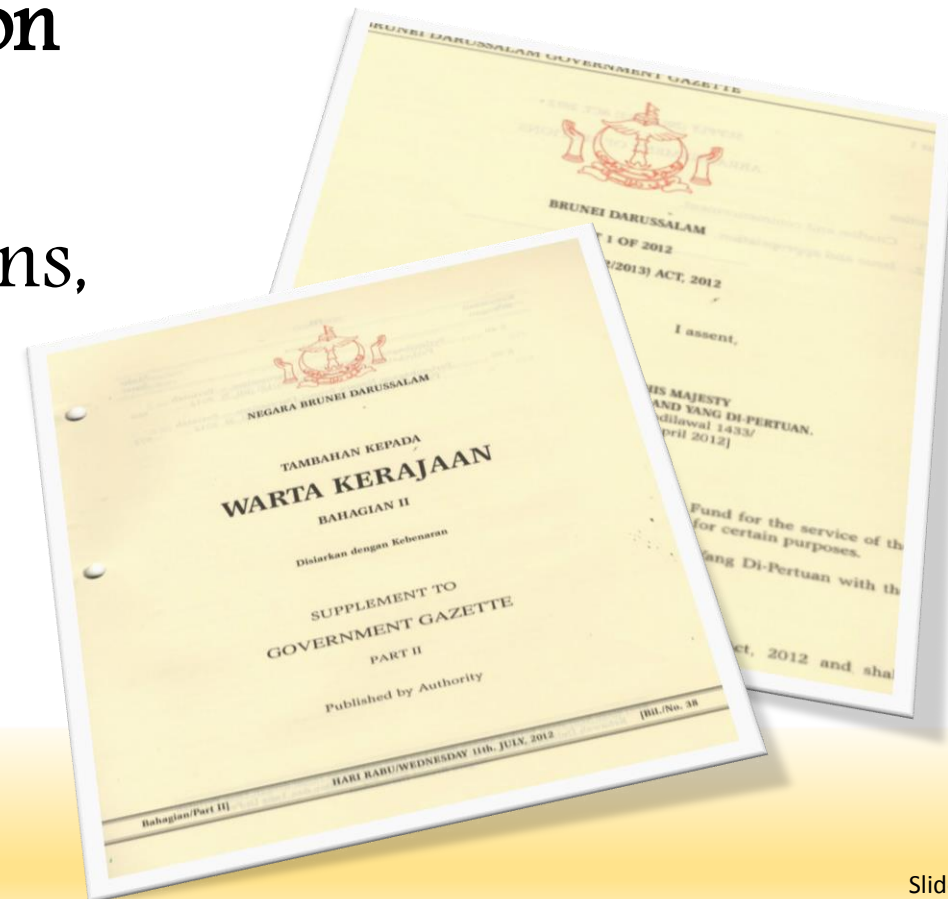 on
ns,
BRUNEI DARUSSALAM GOVERNMENT GAZETTE
BRUNEI DARUSSALAM
1 OF 2012
2/2013) ACT, 2012
I assent,
HIS MAJESTY
AND YANG DI-PERTUAN.
dilawal 1433/
pril 2012]
Fund for the service of th
for certain purposes.
Yang Di-Pertuan with th
ct, 2012 and shal
NEGARA BRUNEI DARUSSALAM
TAMBAHAN KEPADA
WARTA KERAJAAN
BAHAGIAN II
Disiarkan dengan Kebenaran
SUPPLEMENT TO
GOVERNMENT GAZETTE
PART II
Published by Authority
Bahagian/Part II] HARI RABU/WEDNESDAY 11th. JULY, 2012 [Bil./No. 38
Slid